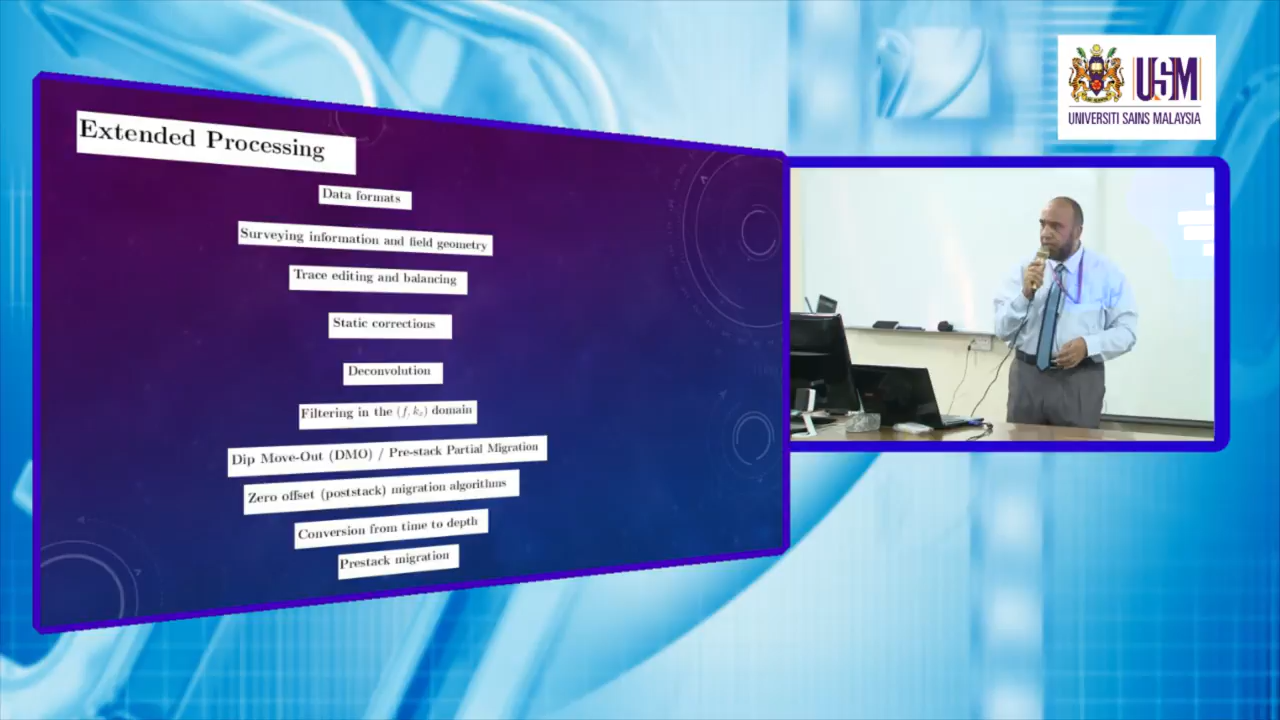 Extended Processing
Data formats
Surveying information and field geometry
Trace editing and balancing
Static corrections
Deconvolution
Filtering in the (f, kₓ) domain
Dip Move-Out (DMO) / Pre-stack Partial Migration
Zero offset (poststack) migration algorithms
Conversion from time to depth
Prestack migration
USM
UNIVERSITI SAINS MALAYSIA